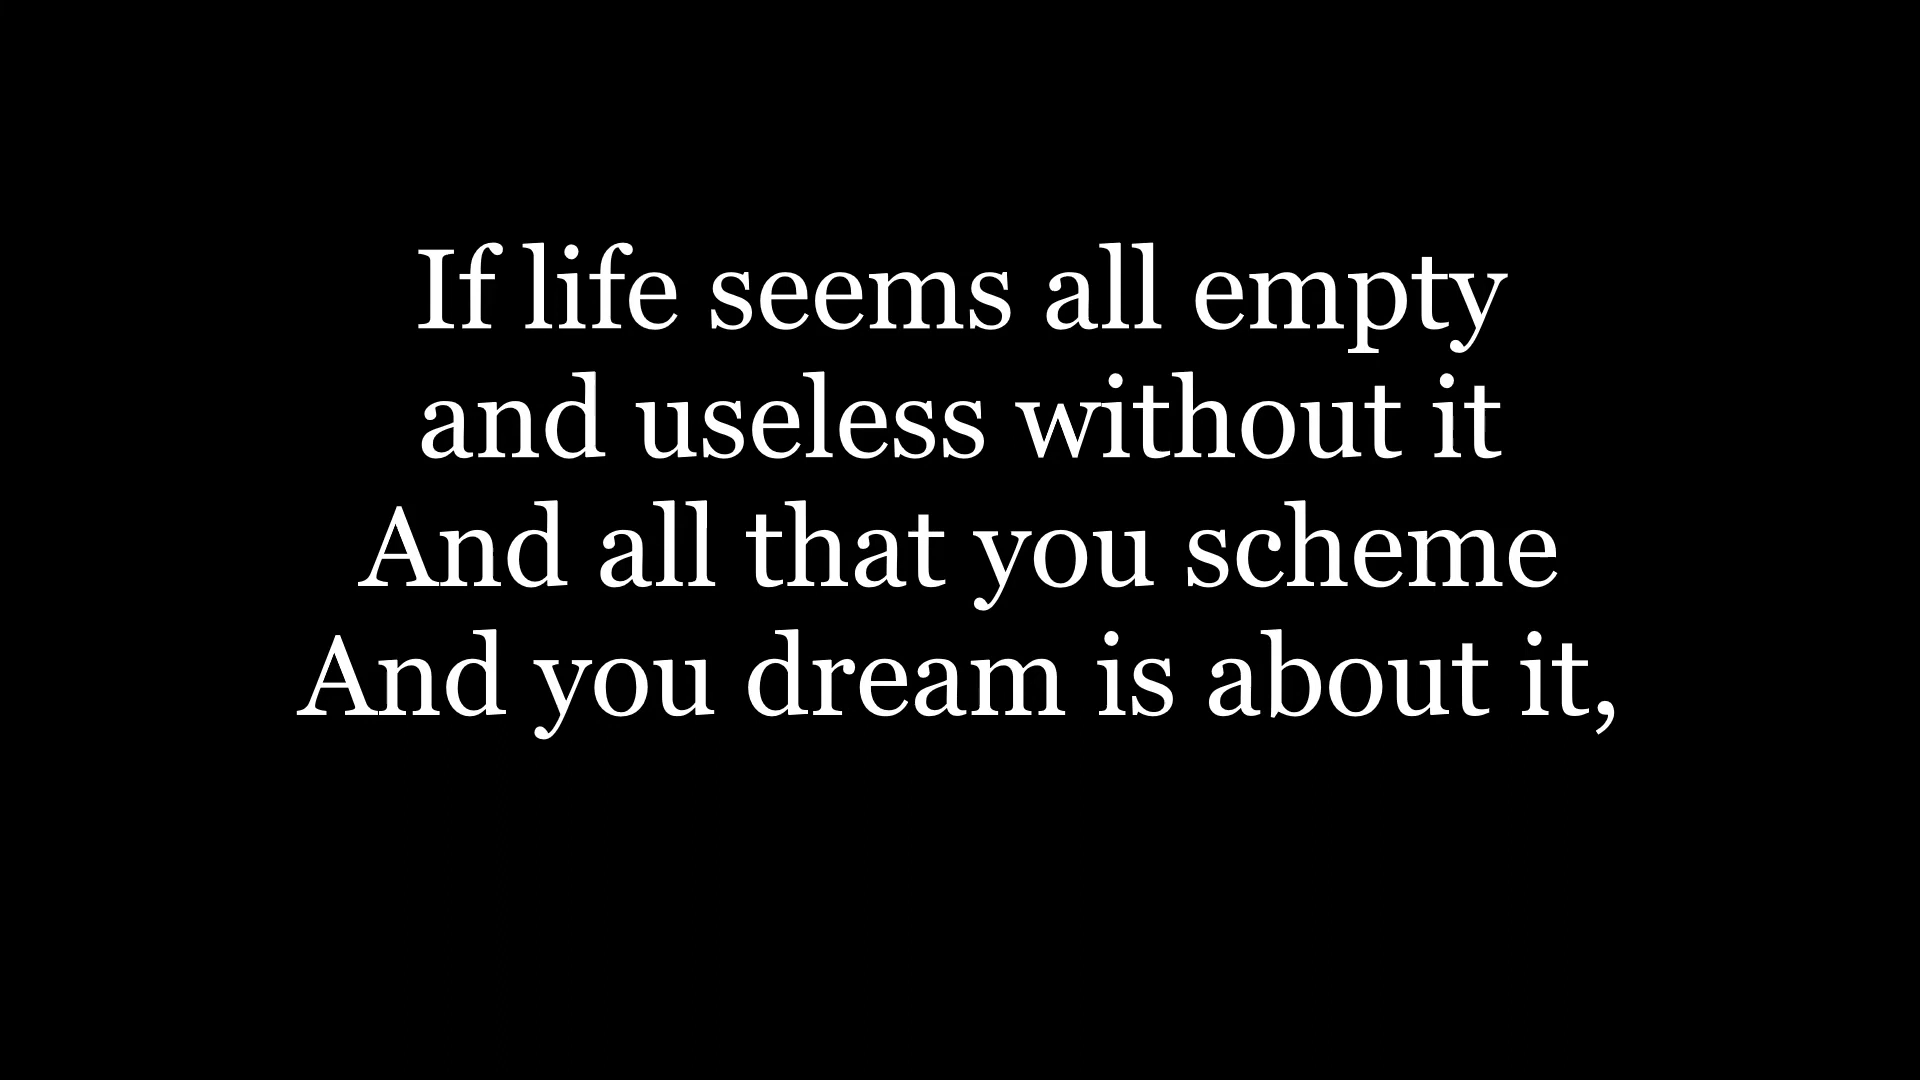 If life seems all empty
and useless without it
And all that you scheme
And you dream is about it,